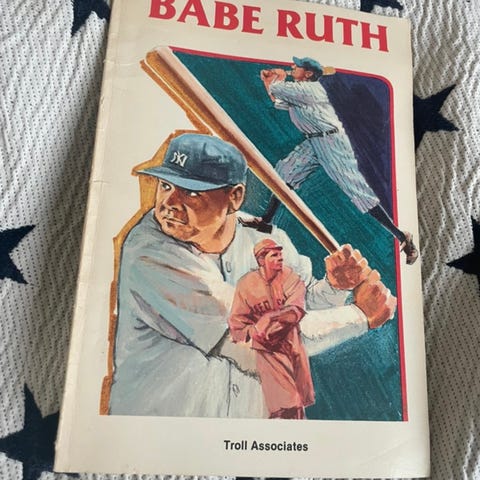 BABE RUTH
NY
RED
Troll Associates